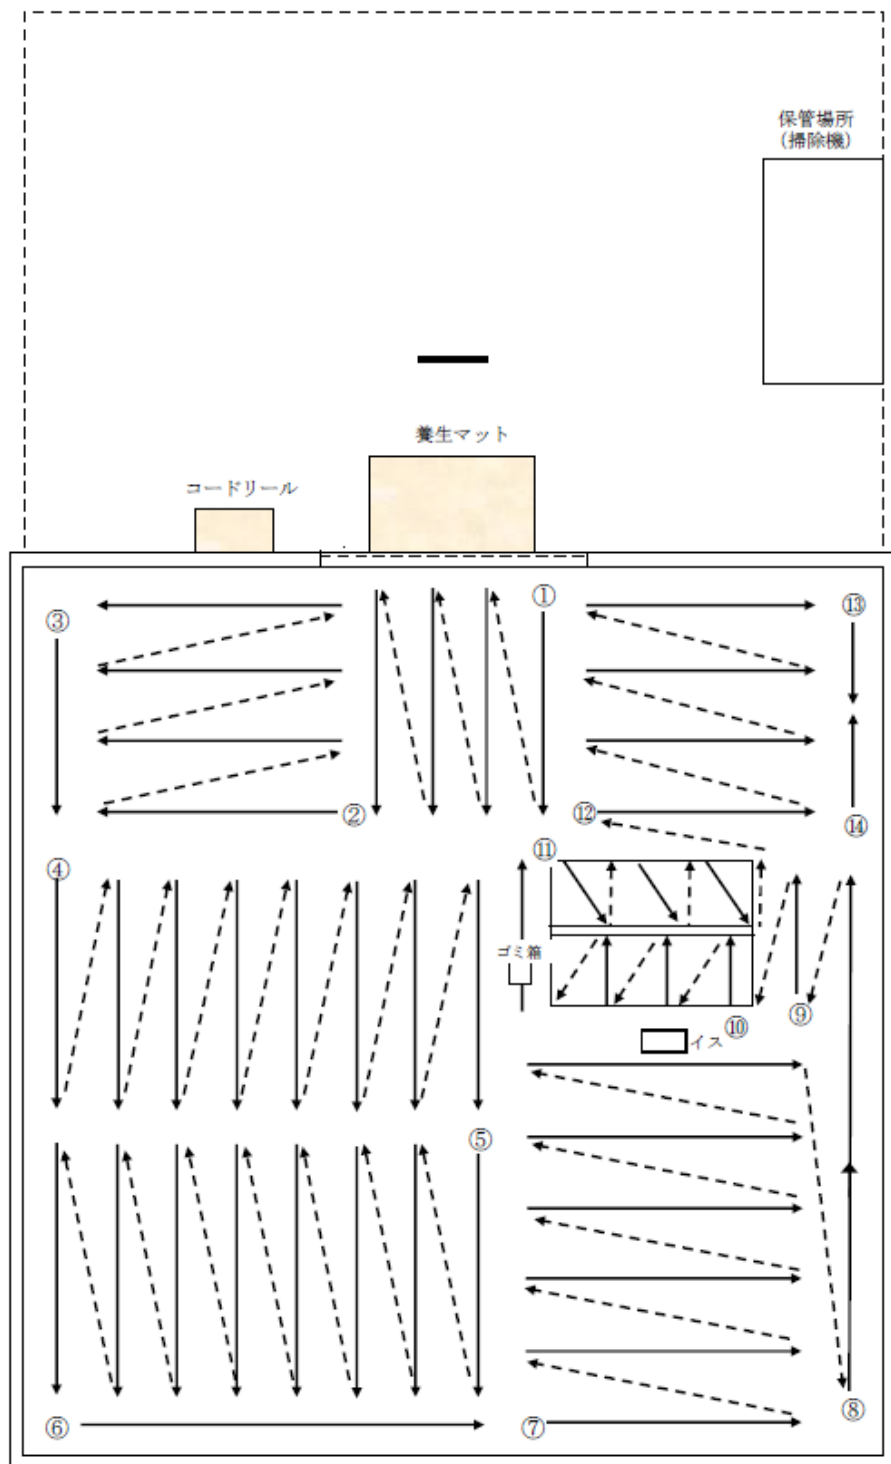 保管場所
（掃除機）
養生マット
コードリール
①
⑬
③
②
⑫
⑭
⑪
④
ゴミ箱
⑨
⑩
イス
⑤
⑧
⑥
⑦